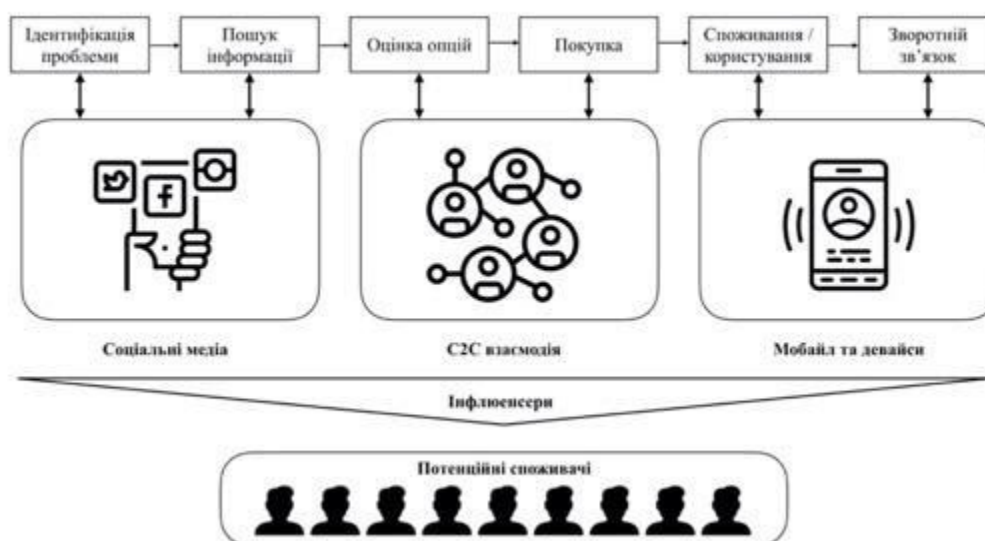 Ідентифікація
проблеми
Пошук
інформації
Оцінка опцій
Покупка
Споживання /
користування
Зворотній
зв'язок
Соціальні медіа
C2C взаємодія
Мобайл та девайси
Інфлюенсери
Потенційні споживачі